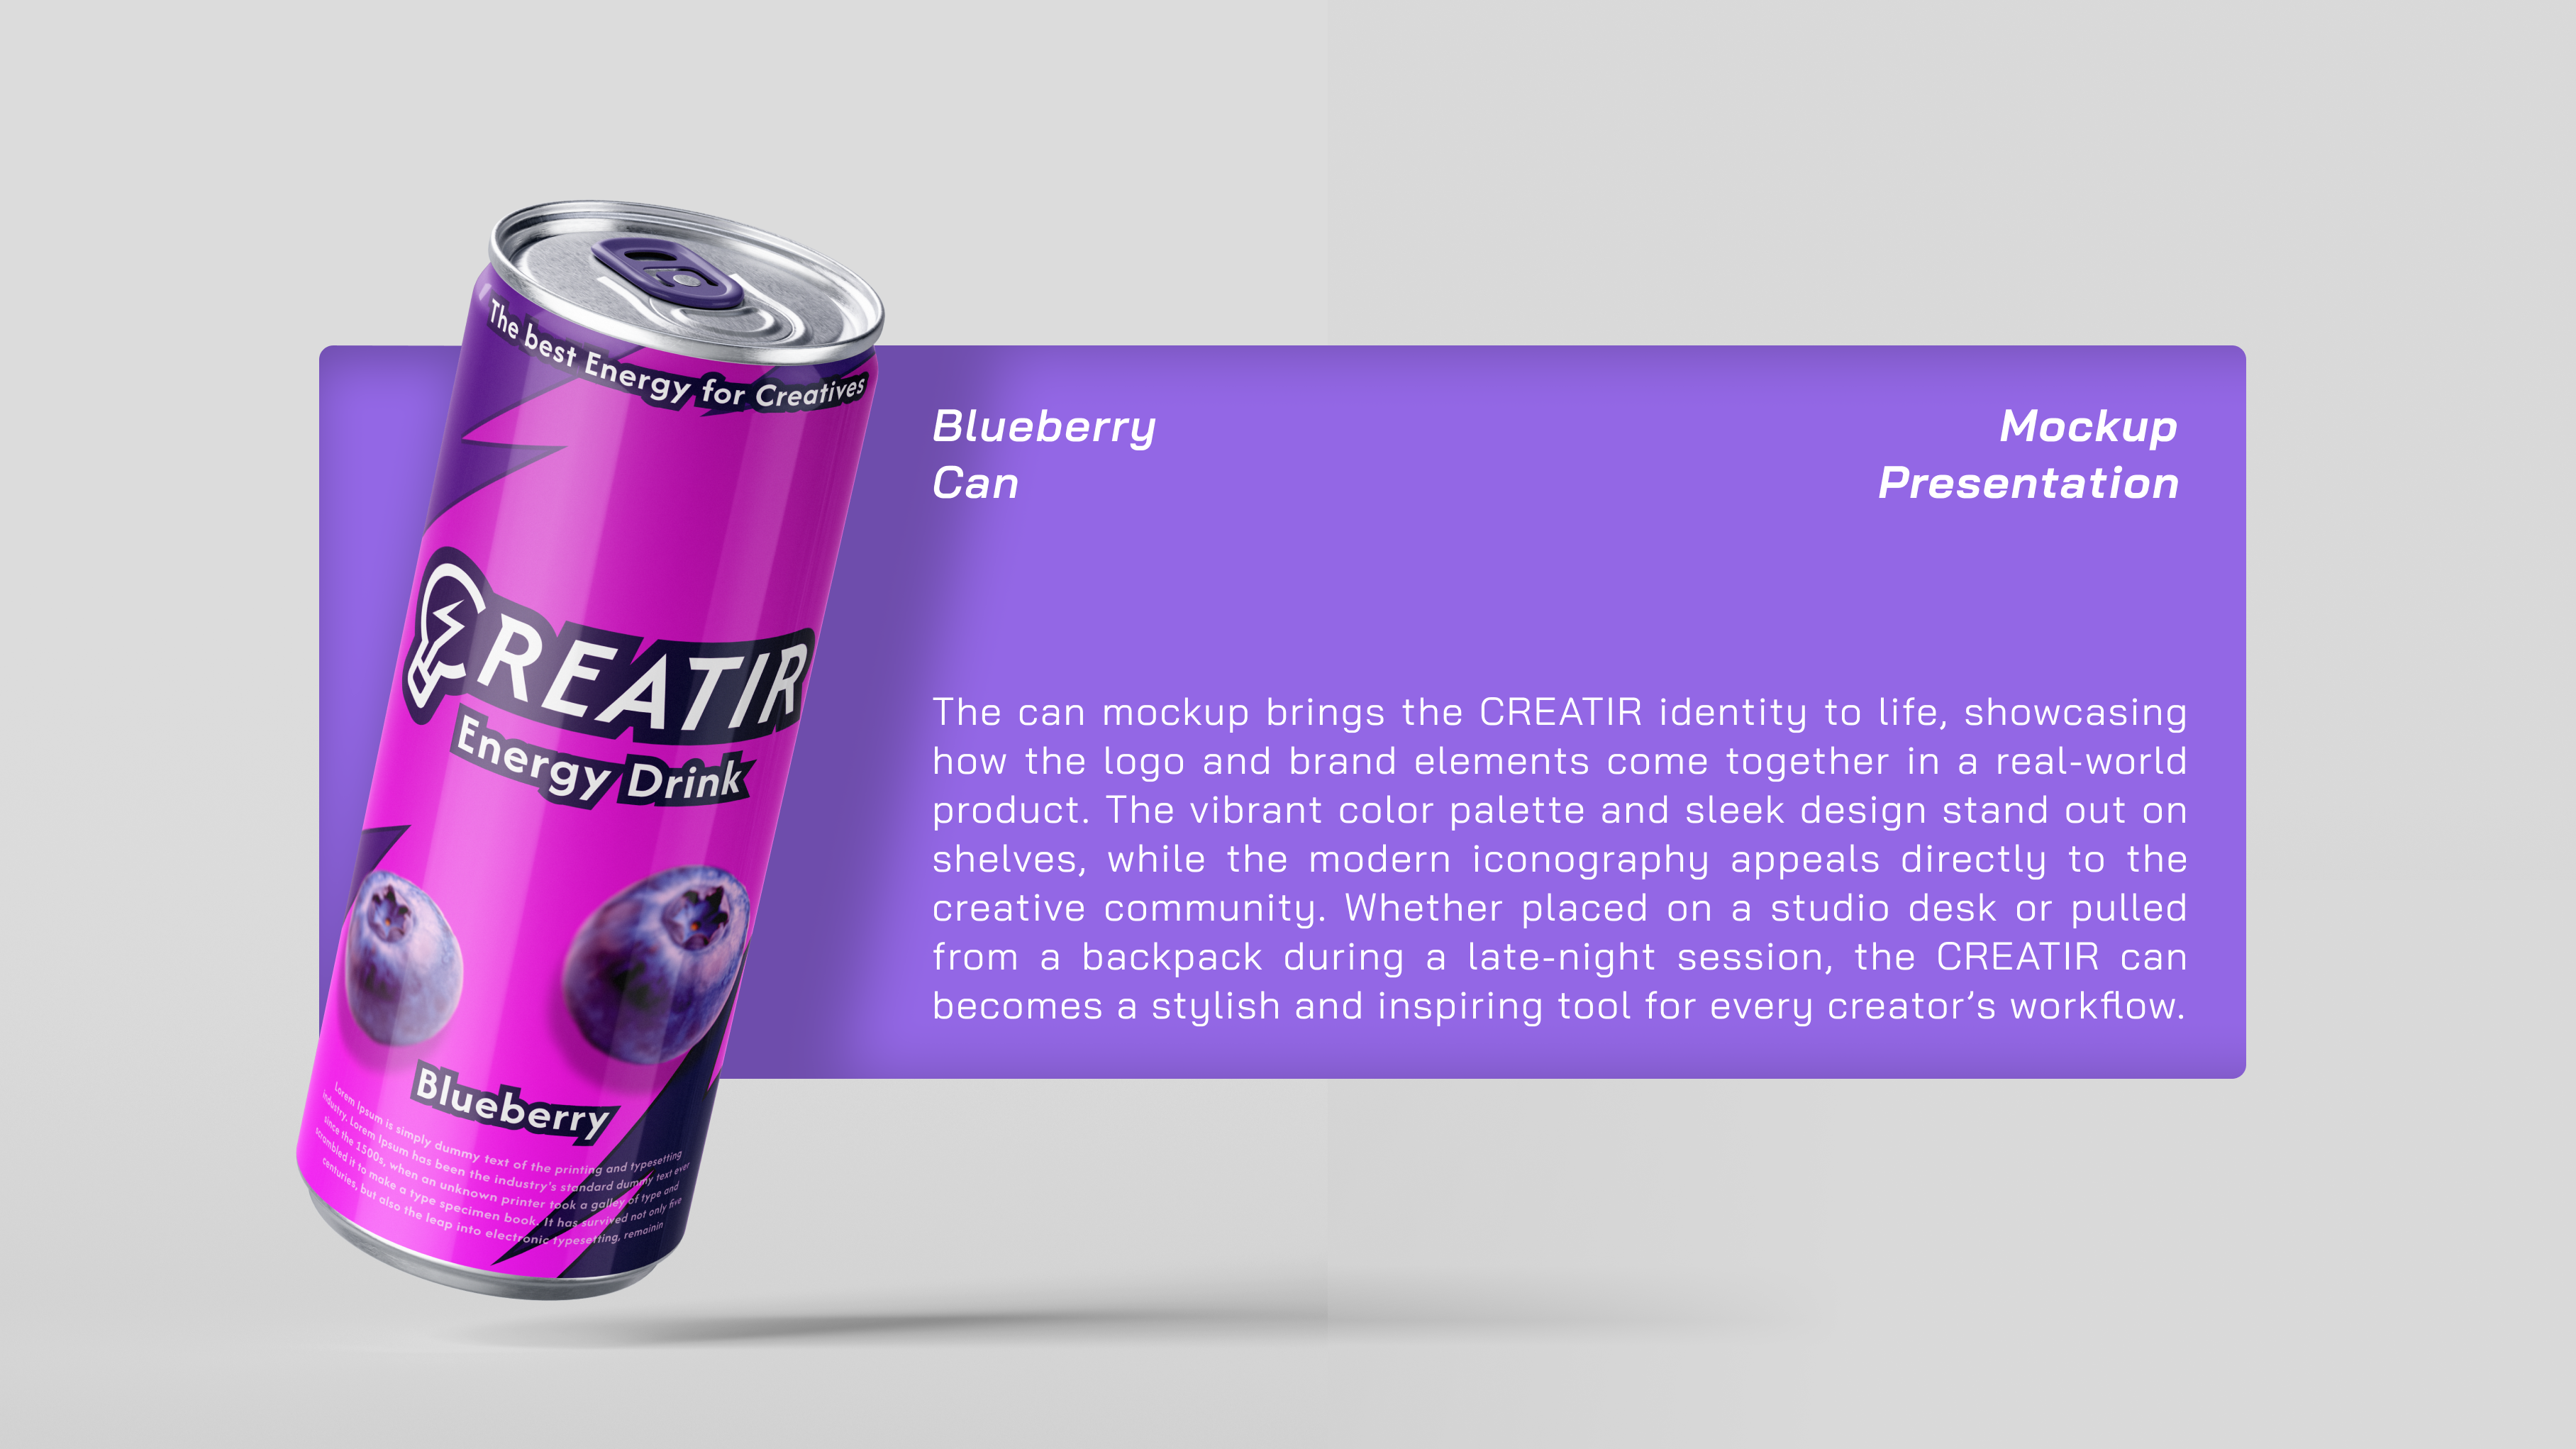 The best Energy for Creatives
CREATIR
Energy Drink
Blueberry
Lorem Ipsum is simply dummy text of the printing and typesetting
industry. Lorem Ipsum has been the industry's standard dummy text ever
since the 1500s, when an unknown printer took a galley of type and
scrambled it to make a type specimen book. It has survived not only five
centuries, but also the leap into electronic typesetting, remainin
Blueberry
Can
Mockup
Presentation
The can mockup brings the CREATIR identity to life, showcasing
how the logo and brand elements come together in a real-world
product. The vibrant color palette and sleek design stand out on
shelves, while the modern iconography appeals directly to the
creative community. Whether placed on a studio desk or pulled
from a backpack during a late-night session, the CREATIR can
becomes a stylish and inspiring tool for every creator’s workflow.